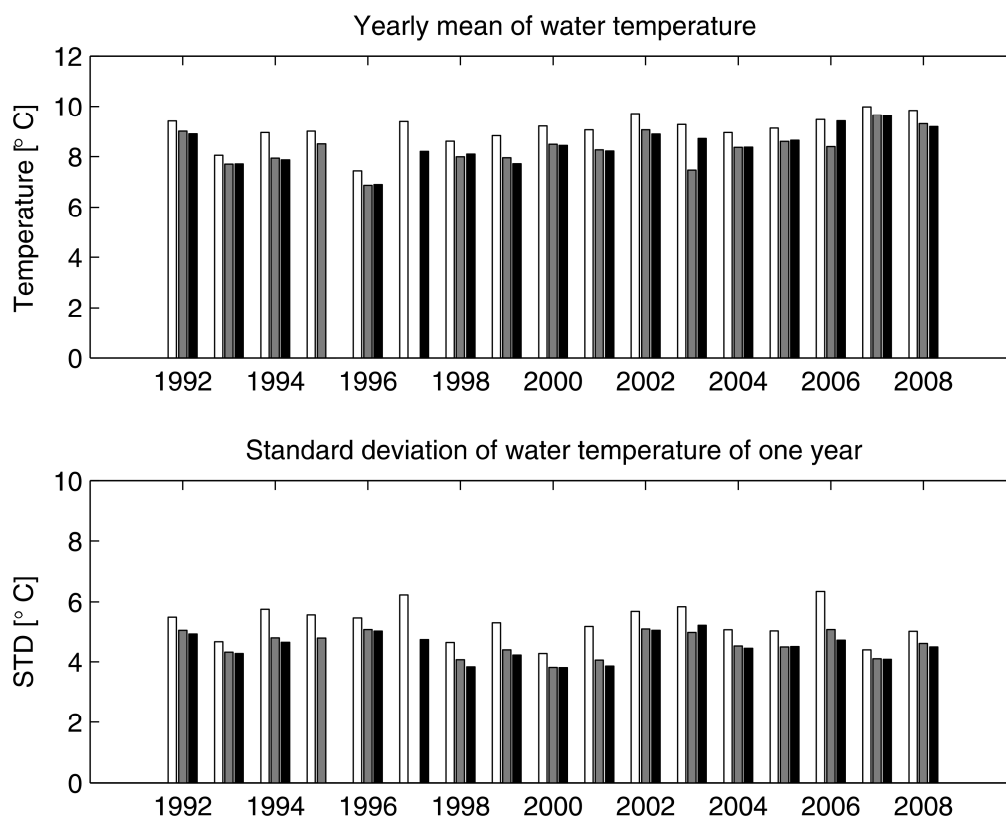 Yearly mean of water temperature
12
10
8
6
4
2
0
Temperature [° C]
1992 1994 1996 1998 2000 2002 2004 2006 2008
Standard deviation of water temperature of one year
10
8
6
4
2
0
STD [° C]
1992 1994 1996 1998 2000 2002 2004 2006 2008